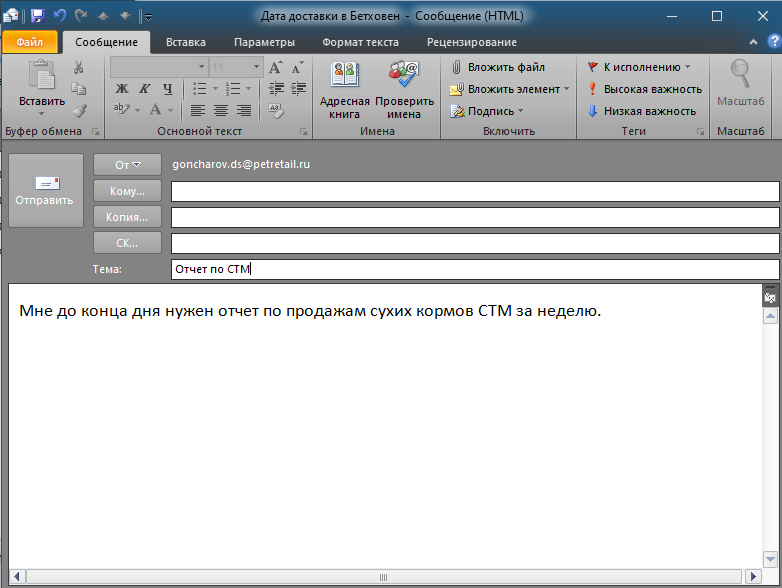 Дата доставки в Бетховен - Сообщение (HTML)
Файл Сообщение Вставка Параметры Формат текста Рецензирование
Вставить
Буфер обмена
11
Ж К Ч
Основной текст
Адресная книга
Проверить имена
Имена
Вложить файл
Вложить элемент
Подпись
Включить
К исполнению
Высокая важность
Низкая важность
Теги
Масштаб
Масштаб
Отправить
От goncharov.ds@petretail.ru
Кому...
Копия...
СК...
Тема: Отчет по СТМ
Мне до конца дня нужен отчет по продажам сухих кормов СТМ за неделю.